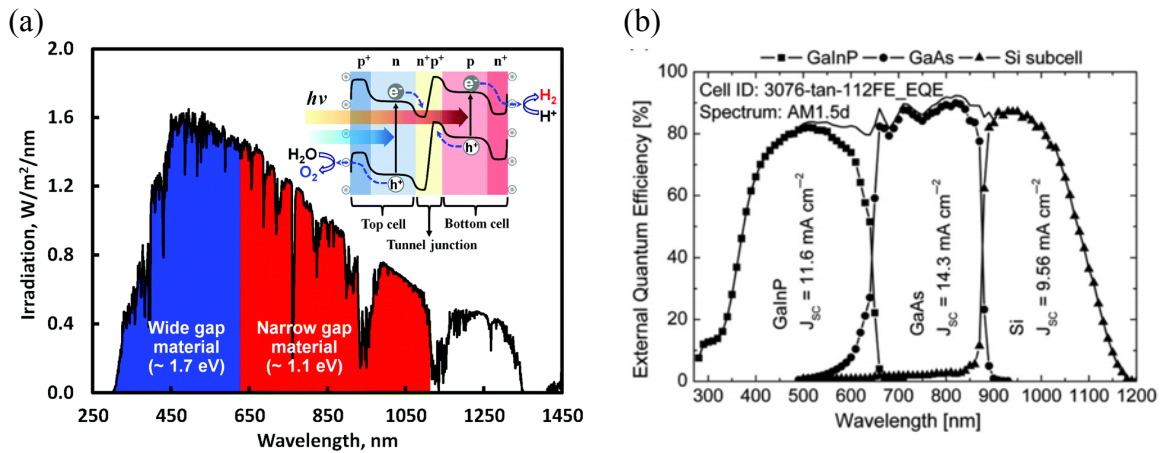 (a)
2.0
1.6
1.2
0.8
0.4
0.0
Irradiation, W/m²/nm
250 450 650 850 1050 1250 1450
Wavelength, nm
Wide gap
material
(~ 1.7 eV)
Narrow gap
material
(~ 1.1 eV)
p⁺ n n⁺p⁺ p n⁺
hν
e⁻
e⁻
H₂
H⁺
H₂O
O₂
h⁺
h⁺
Top cell
Bottom cell
Tunnel junction
(b)
GaInP GaAs Si subcell
Cell ID: 3076-tan-112FE_EQE
Spectrum: AM1.5d
100
80
60
40
20
0
External Quantum Efficiency [%]
GaInP
J_SC = 11.6 mA cm⁻²
GaAs
J_SC = 14.3 mA cm⁻²
Si
J_SC = 9.56 mA cm⁻²
300 400 500 600 700 800 900 1000 1100 1200
Wavelength [nm]